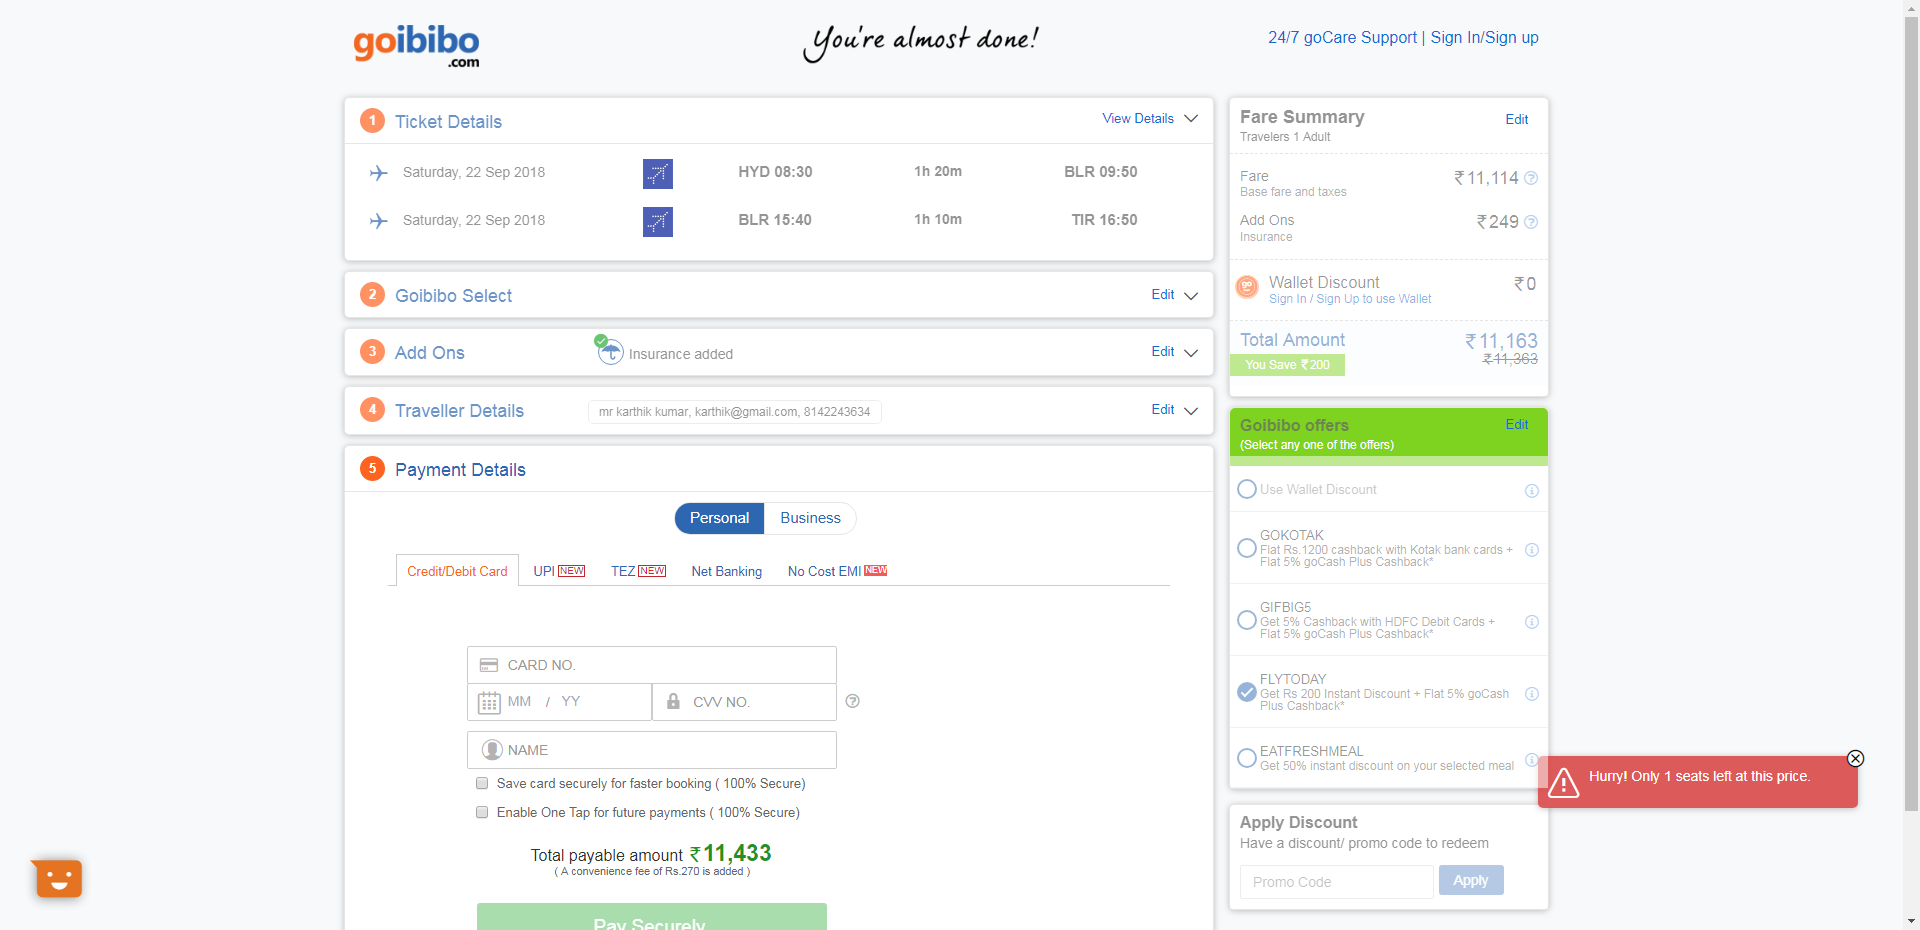 goibibo
.com
You're almost done!
24/7 goCare Support | Sign In/Sign up
1 Ticket Details View Details
Saturday, 22 Sep 2018 HYD 08:30 1h 20m BLR 09:50
Saturday, 22 Sep 2018 BLR 15:40 1h 10m TIR 16:50
2 Goibibo Select Edit
3 Add Ons Insurance added Edit
4 Traveller Details mr karthik kumar, karthik@gmail.com, 8142243634 Edit
5 Payment Details
Personal Business
Credit/Debit Card UPI NEW TEZ NEW Net Banking No Cost EMI NEW
CARD NO.
MM / YY CVV NO. ?
NAME
Save card securely for faster booking ( 100% Secure)
Enable One Tap for future payments ( 100% Secure)
Total payable amount ₹11,433
( A convenience fee of Rs.270 is added )
Pay Securely
Fare Summary Edit
Travelers 1 Adult
Fare ₹11,114 ?
Base fare and taxes
Add Ons ₹249 ?
Insurance
go Wallet Discount ₹0
Sign In / Sign Up to use Wallet
Total Amount ₹11,163
₹11,363
You Save ₹200
Goibibo offers Edit
(Select any one of the offers)
Use Wallet Discount
GOKOTAK
Flat Rs.1200 cashback with Kotak bank cards +
Flat 5% goCash Plus Cashback*
GIFBIG5
Get 5% Cashback with HDFC Debit Cards +
Flat 5% goCash Plus Cashback*
FLYTODAY
Get Rs 200 Instant Discount + Flat 5% goCash
Plus Cashback*
EATFRESHMEAL
Get 50% instant discount on your selected meal
Hurry! Only 1 seats left at this price.
Apply Discount
Have a discount/ promo code to redeem
Promo Code Apply